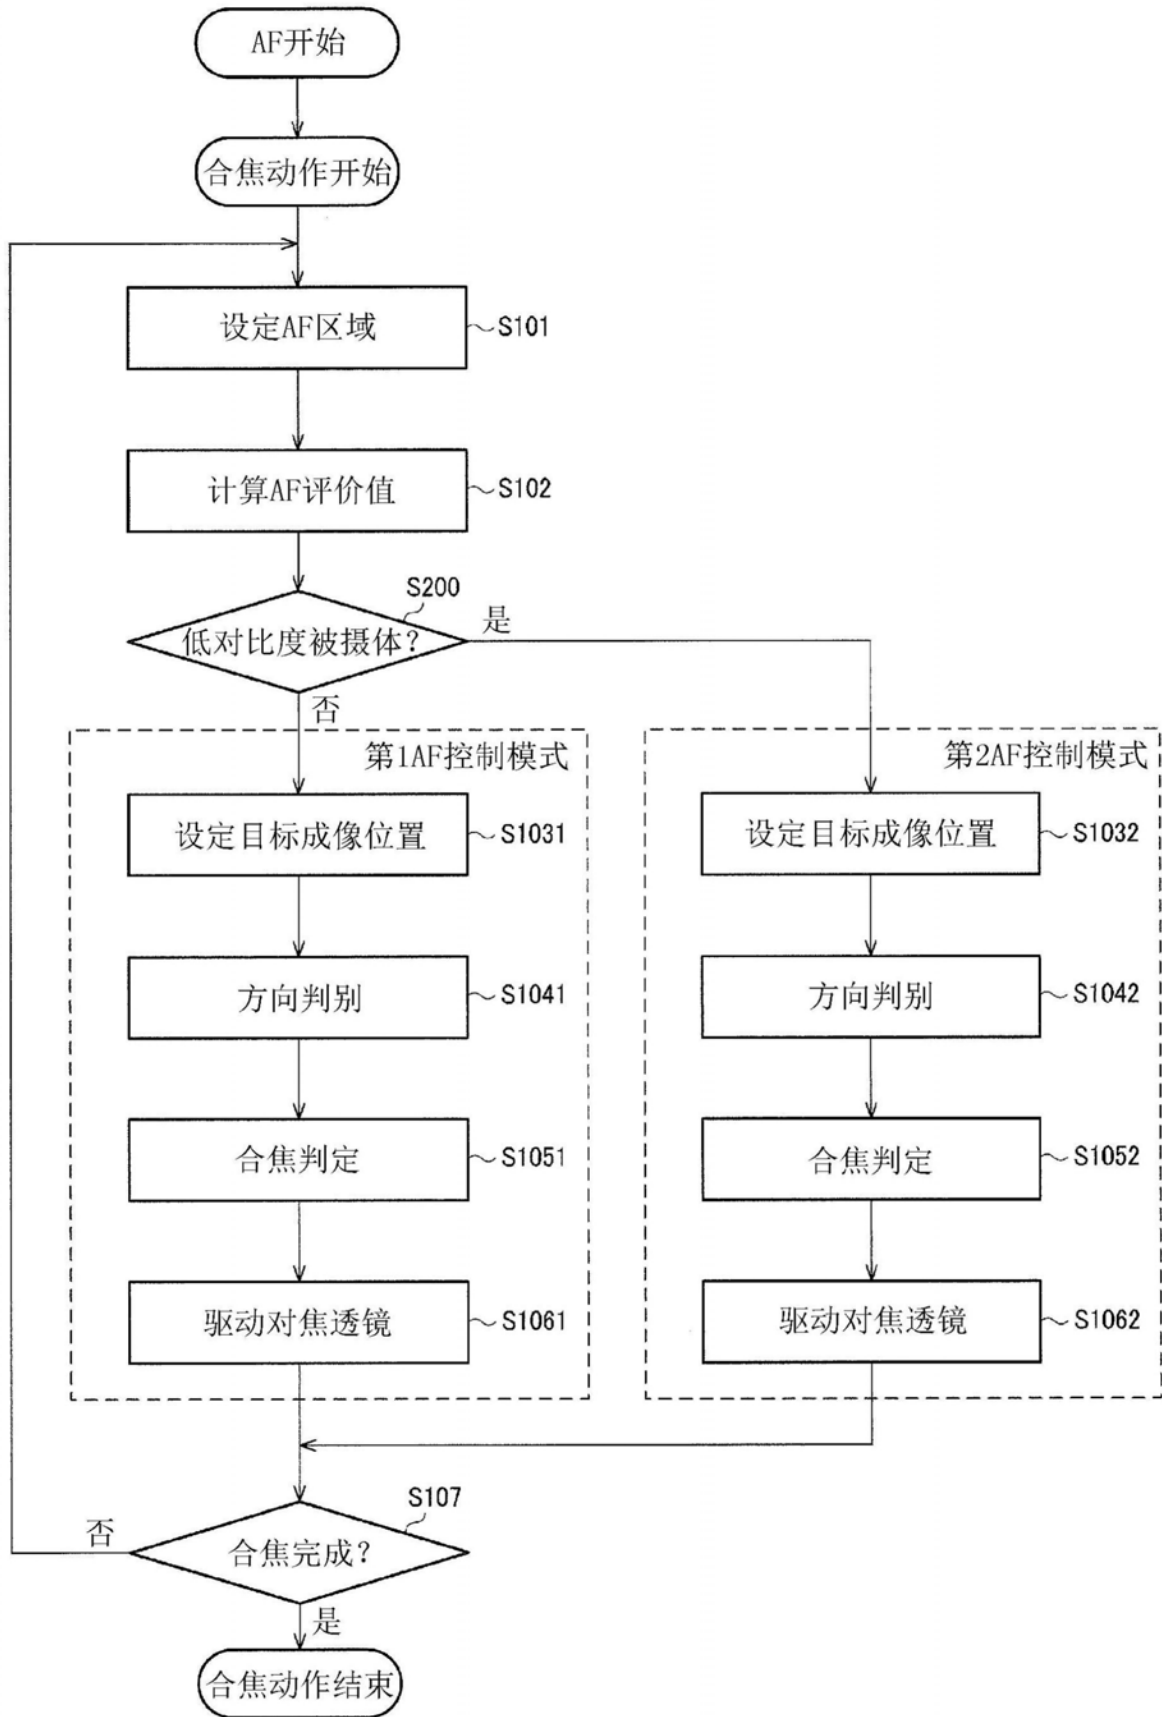 AF开始
合焦动作开始
设定AF区域
S101
计算AF评价值
S102
S200
低对比度被摄体?
是
否
第1AF控制模式
设定目标成像位置
S1031
方向判别
S1041
合焦判定
S1051
驱动对焦透镜
S1061
第2AF控制模式
设定目标成像位置
S1032
方向判别
S1042
合焦判定
S1052
驱动对焦透镜
S1062
S107
合焦完成?
否
是
合焦动作结束